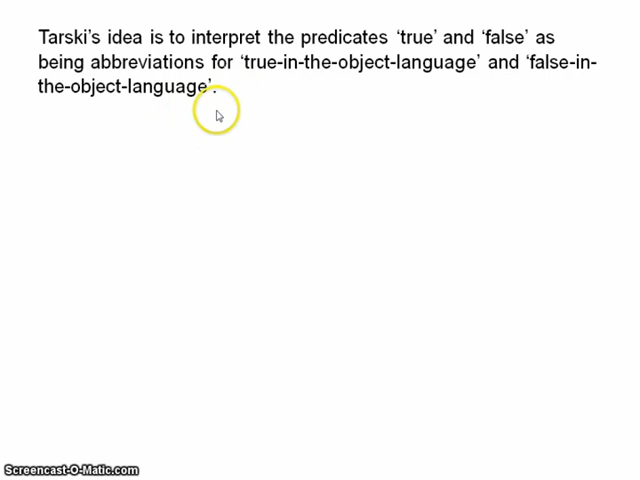 Tarski’s idea is to interpret the predicates ‘true’ and ‘false’ as
being abbreviations for ‘true-in-the-object-language’ and ‘false-in-
the-object-language’.
Screencast-O-Matic.com